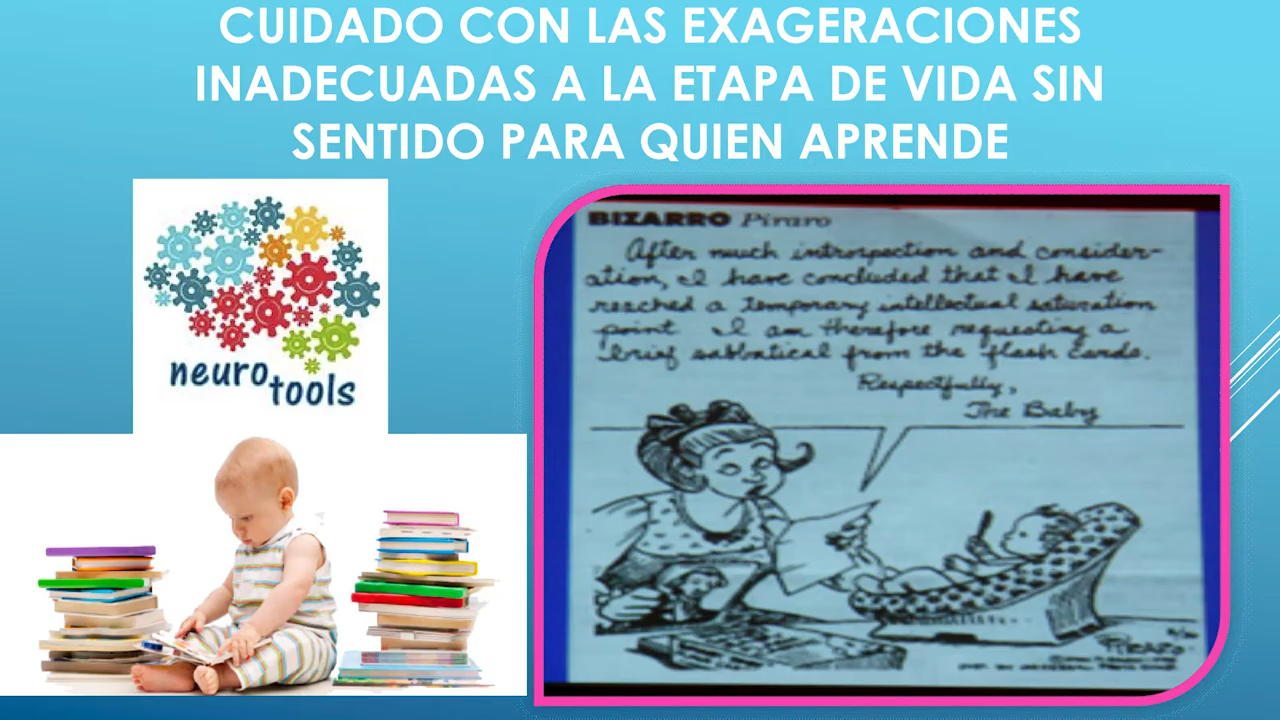 CUIDADO CON LAS EXAGERACIONES
INADECUADAS A LA ETAPA DE VIDA SIN
SENTIDO PARA QUIEN APRENDE
neuro tools
BIZARRO Piraro
After much introspection and consider-
ation, I have concluded that I have
reached a temporary intellectual saturation
point I am therefore requesting a
brief sabbatical from the flash cards.
Respectfully,
The Baby
PIRARO